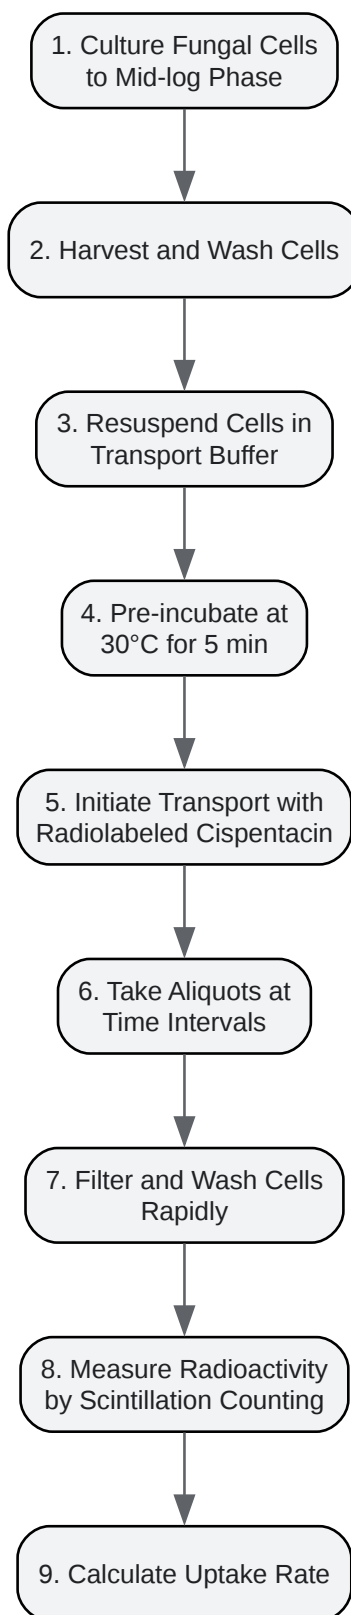 1. Culture Fungal Cells
to Mid-log Phase
2. Harvest and Wash Cells
3. Resuspend Cells in
Transport Buffer
4. Pre-incubate at
30°C for 5 min
5. Initiate Transport with
Radiolabeled Cispentacin
6. Take Aliquots at
Time Intervals
7. Filter and Wash Cells
Rapidly
8. Measure Radioactivity
by Scintillation Counting
9. Calculate Uptake Rate